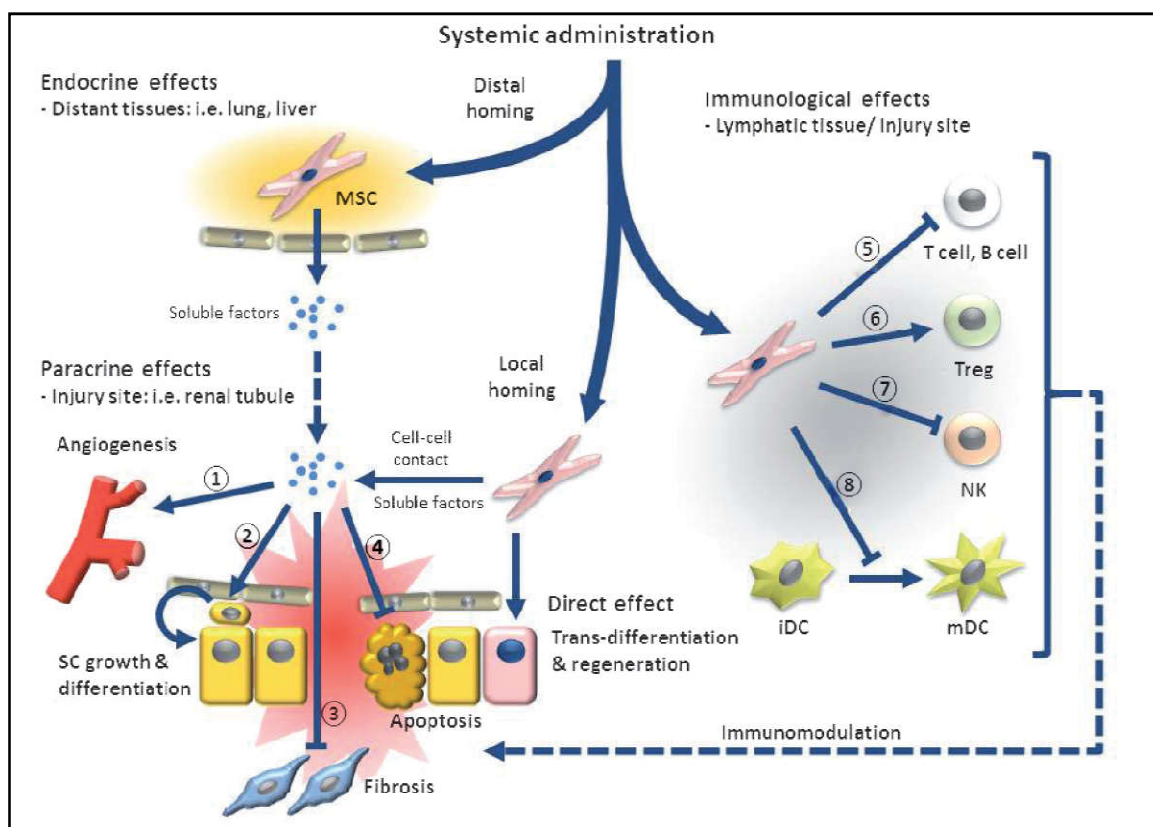 Systemic administration
Endocrine effects
- Distant tissues: i.e. lung, liver
Distal
homing
Immunological effects
- Lymphatic tissue/ Injury site
MSC
⑤
T cell, B cell
Soluble factors
⑥
Treg
Paracrine effects
- Injury site: i.e. renal tubule
Local
homing
⑦
NK
Angiogenesis
①
Cell-cell
contact
Soluble factors
②
④
⑧
iDC
mDC
Direct effect
Trans-differentiation
& regeneration
SC growth &
differentiation
③
Apoptosis
Immunomodulation
Fibrosis